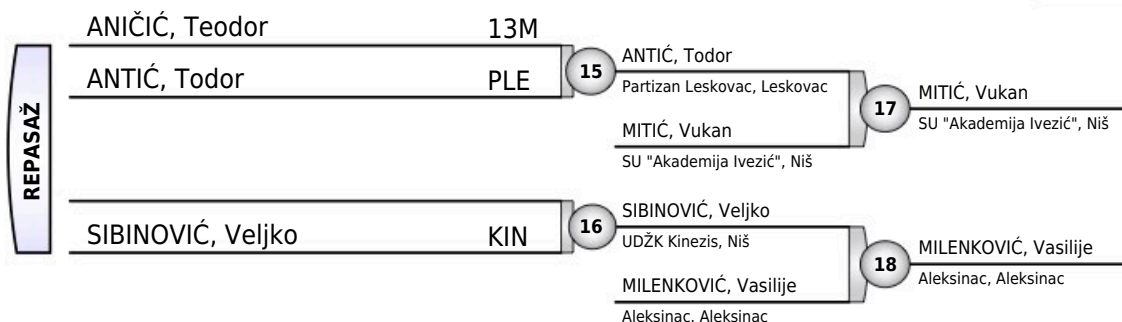 REPASAŽ
ANIČIĆ, Teodor 13M
ANTIĆ, Todor PLE
15
ANTIĆ, Todor
Partizan Leskovac, Leskovac
MITIĆ, Vukan
SU "Akademija Ivezić", Niš
17
MITIĆ, Vukan
SU "Akademija Ivezić", Niš
SIBINOVIĆ, Veljko KIN
16
SIBINOVIĆ, Veljko
UDŽK Kinezis, Niš
MILENKOVIĆ, Vasilije
Aleksinac, Aleksinac
18
MILENKOVIĆ, Vasilije
Aleksinac, Aleksinac